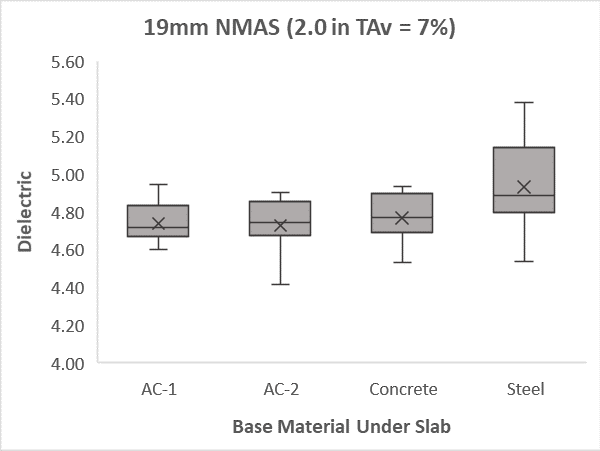 19mm NMAS (2.0 in TAv = 7%)
5.60
5.40
5.20
5.00
4.80
4.60
4.40
4.20
4.00
Dielectric
AC-1 AC-2 Concrete Steel
Base Material Under Slab